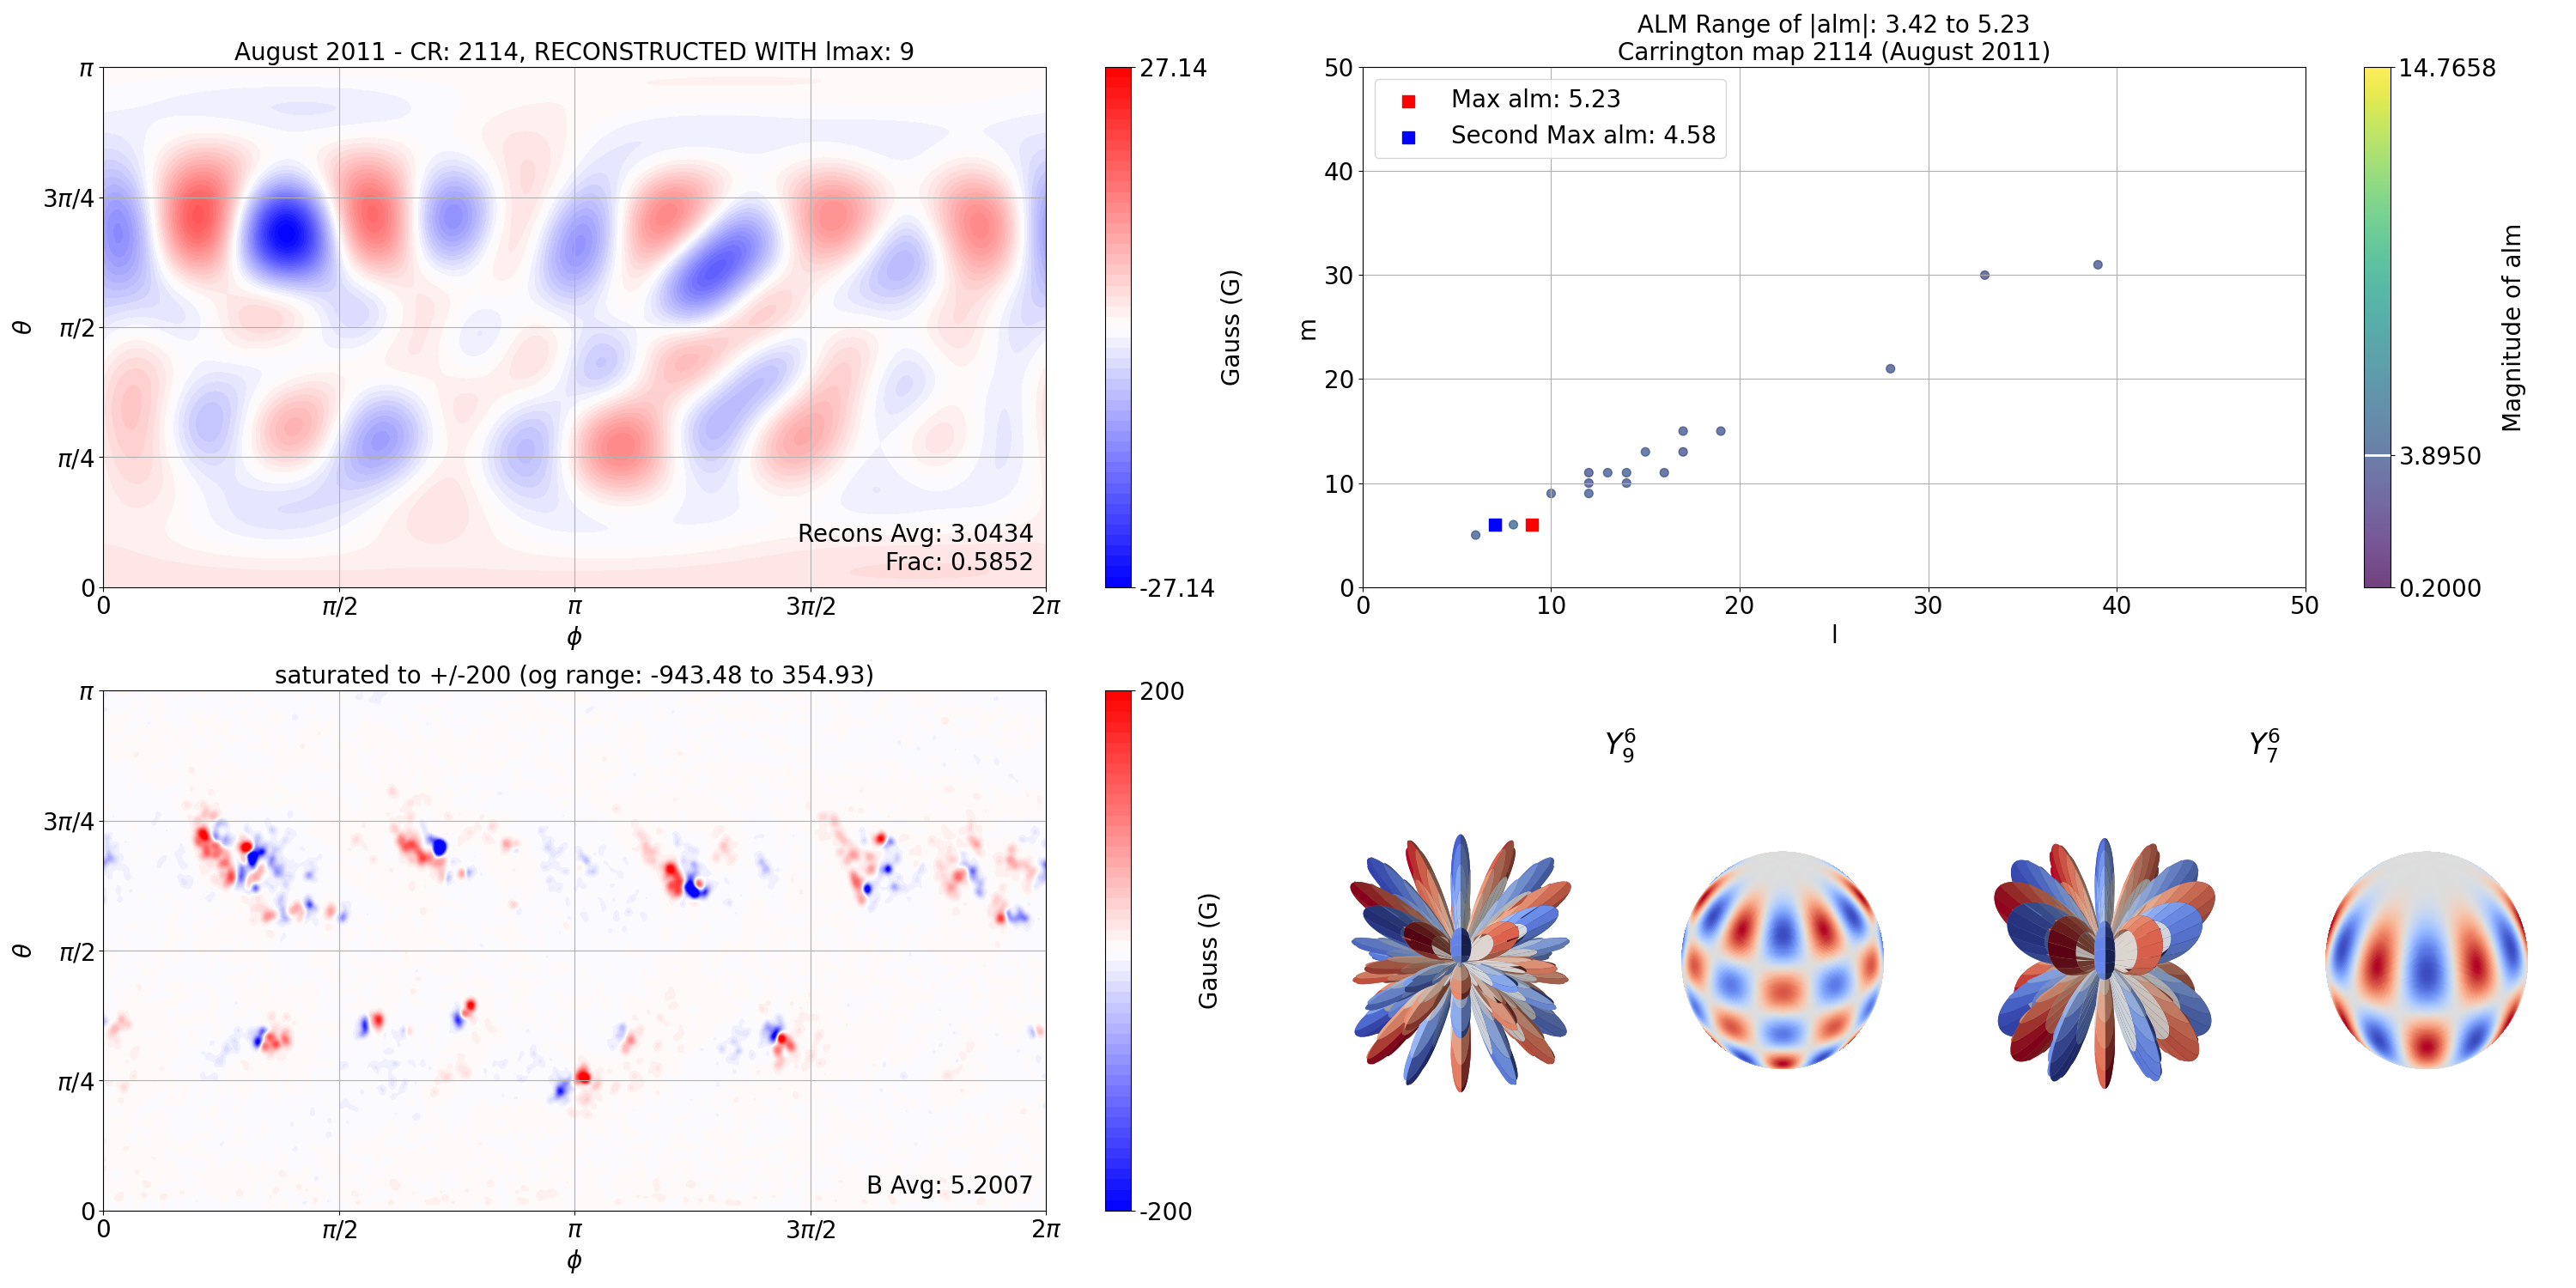 August 2011 - CR: 2114, RECONSTRUCTED WITH lmax: 9
π
3π/4
π/2
π/4
0
θ
0
π/2
π
3π/2
2π
ϕ
Recons Avg: 3.0434
Frac: 0.5852
27.14
-27.14
Gauss (G)
ALM Range of |alm|: 3.42 to 5.23
Carrington map 2114 (August 2011)
Max alm: 5.23
Second Max alm: 4.58
50
40
30
20
10
0
m
0
10
20
30
40
50
l
14.7658
3.8950
0.2000
Magnitude of alm
saturated to +/-200 (og range: -943.48 to 354.93)
π
3π/4
π/2
π/4
0
θ
0
π/2
π
3π/2
2π
ϕ
B Avg: 5.2007
200
-200
Gauss (G)
Y₉⁶
Y₇⁶